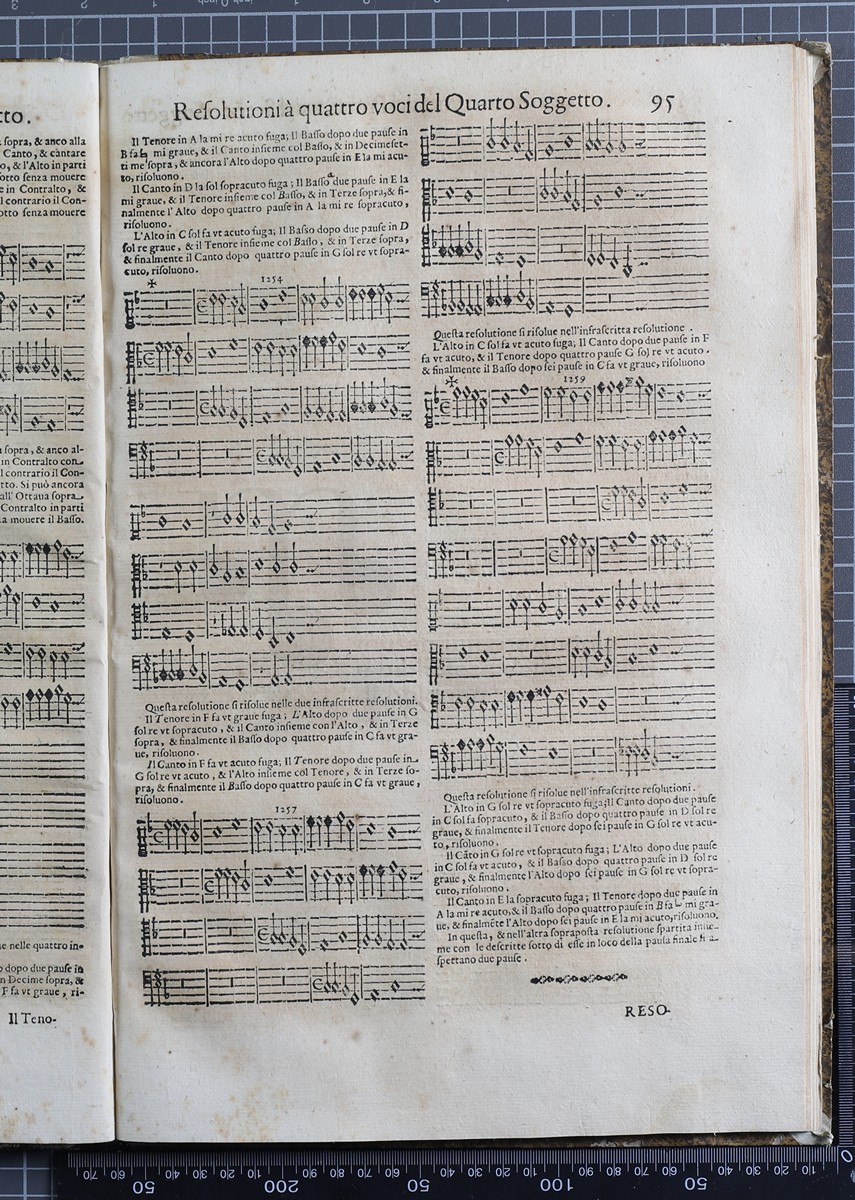 tto.
sopra, & anco alla
Canto, & cantare
o, & l'Alto in parti
otto senza mouere
e in Contralto, &
l contrario il Con-
otto senza mouere
sopra, & anco al-
in Contralto con-
l contrario il Con-
tto. Si può ancora
all' Ottaua sopra
Contralto in parti
a mouere il Basso.
ne nelle quattro in-
dopo due pause in
n Decime sopra, &
F fa vt graue, ri-
Il Teno-
Resolutioni à quattro voci del Quarto Soggetto. 95
Il Tenore in A la mi re acuto fuga; Il Basso dopo due pause in
B fa ♭ mi graue, & il Canto insieme col Basso, & in Decimeset-
time sopra, & ancora l'Alto dopo quattro pause in E la mi acu-
to, risoluono.
Il Canto in D la sol sopracuto fuga; Il Basso due pause in E la
mi graue, & il Tenore insieme col Basso, & in Terze sopra, & fi-
nalmente l'Alto dopo quattro pause in A la mi re sopracuto,
risoluono.
L'Alto in C sol fa vt acuto fuga; Il Basso dopo due pause in D
sol re graue, & il Tenore insieme col Basso, & in Terze sopra,
& finalmente il Canto dopo quattro pause in G sol re vt sopra-
cuto, risoluono.
1254
Questa resolutione si risolue nelle due infrascritte resolutioni.
Il Tenore in F fa vt graue fuga; L'Alto dopo due pause in G
sol re vt sopracuto, & il Canto insieme con l'Alto, & in Terze
sopra, & finalmente il Basso dopo quattro pause in C fa vt gra-
ue, risoluono.
Il Canto in F fa vt acuto fuga; Il Tenore dopo due pause in
G sol re vt acuto, & l'Alto insieme col Tenore, & in Terze so-
pra, & finalmente il Basso dopo quattro pause in C fa vt graue,
risoluono.
1257
Questa resolutione si risolue nell'infrascritta resolutione.
L'Alto in C sol fa vt acuto fuga; Il Canto dopo due pause in F
fa vt acuto, & il Tenore dopo quattro pause G sol re vt acuto.
& finalmente il Basso dopo sei pause in C fa vt graue, risoluono
1259
Questa resolutione si risolue nell'infrascritte resolutioni.
L'Alto in G sol re vt sopracuto fuga; Il Canto dopo due pause
in C sol fa sopracuto, & il Basso dopo quattro pause in D sol re
graue, & finalmente il Tenore dopo sei pause in G sol re vt acu-
to, risoluono.
Il Cãto in G sol re vt sopracuto fuga; L'Alto dopo due pause
in C sol fa vt acuto, & il Basso dopo quattro pause in D sol re
graue, & finalmente l'Alto dopo sei pause in G sol re vt sopra-
cuto, risoluono.
Il Canto in E la sopracuto fuga; Il Tenore dopo due pause in
A la mi re acuto, & il Basso dopo quattro pause in B fa ♭ mi gra-
ue, & finalmẽte l'Alto dopo sei pause in E la mi acuto, risoluono.
In questa, & nell'altra soprapposta resolutione spartita insie-
me con le descritte sotto di esse in loco della pausa finale si a-
spettano due pause.
RESO-